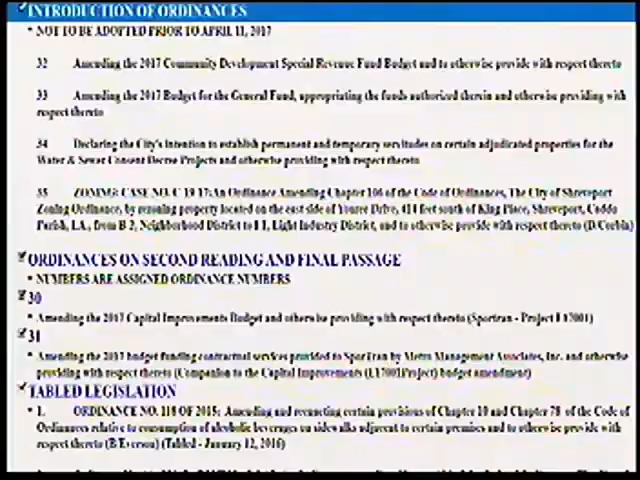 INTRODUCTION OF ORDINANCES
• NOT TO BE ADOPTED PRIOR TO APRIL 11, 2017
32 Amending the 2017 Community Development Special Revenue Fund Budget and to otherwise provide with respect thereto
33 Amending the 2017 Budget for the General Fund, appropriating the funds authorized therein and otherwise providing with
respect thereto
34 Declaring the City's intention to establish permanent and temporary servitudes on certain adjudicated properties for the
Water & Sewer Consent Decree Projects and otherwise providing with respect thereto
35 ZONING: CASE NO. C-19-17: An Ordinance Amending Chapter 106 of the Code of Ordinances, The City of Shreveport
Zoning Ordinance, by rezoning property located on the east side of Youree Drive, 414 feet south of King Place, Shreveport, Caddo
Parish, LA., from B-2, Neighborhood District to I-1, Light Industry District, and to otherwise provide with respect thereto (D/Corbin)
ORDINANCES ON SECOND READING AND FINAL PASSAGE
• NUMBERS ARE ASSIGNED ORDINANCE NUMBERS
30
• Amending the 2017 Capital Improvements Budget and otherwise providing with respect thereto (Sportran - Project 17001)
31
• Amending the 2017 budget funding contractual services provided to SporTran by Metro Management Associates, Inc. and otherwise
providing with respect thereto (Companion to the Capital Improvements Project) budget amendment)
TABLED LEGISLATION
• 1. ORDINANCE NO. 118 OF 2015: Amending and reenacting certain provisions of Chapter 10 and Chapter 78 of the Code of
Ordinances relative to consumption of alcoholic beverages on sidewalks adjacent to certain premises and to otherwise provide with
respect thereto (B/Everson) (Tabled - January 12, 2016)